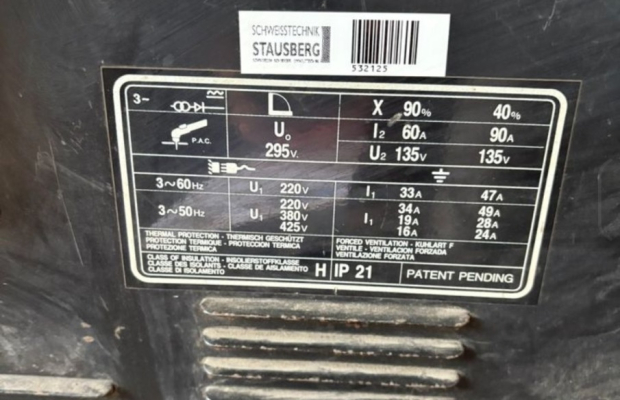 SCHWEISSTECHNIK
STAUSBERG
532125
3~
X 90% 40%
P.A.C.
U₀
295V.
I₂ 60A 90A
U₂ 135V 135V
3~60Hz U₁ 220V I₁ 33A 47A
3~50Hz U₁ 220V 380V 425V I₁ 34A 19A 16A 49A 28A 24A
THERMAL PROTECTION - THERMISCH GESCHÜTZT
PROTECTION TERMIQUE - PROTECCION TERMICA
PROTEZIONE TERMICA
FORCED VENTILATION - KUHLART F
VENTILE - VENTILACION FORZADA
VENTILAZIONE FORZATA
CLASS OF INSULATION - INSOLIERSTOFFKLASSE
CLASSE DES ISOLANTS - CLASSE DE AISLAMIENTO
CLASSE DI ISOLAMENTO
H IP 21 PATENT PENDING